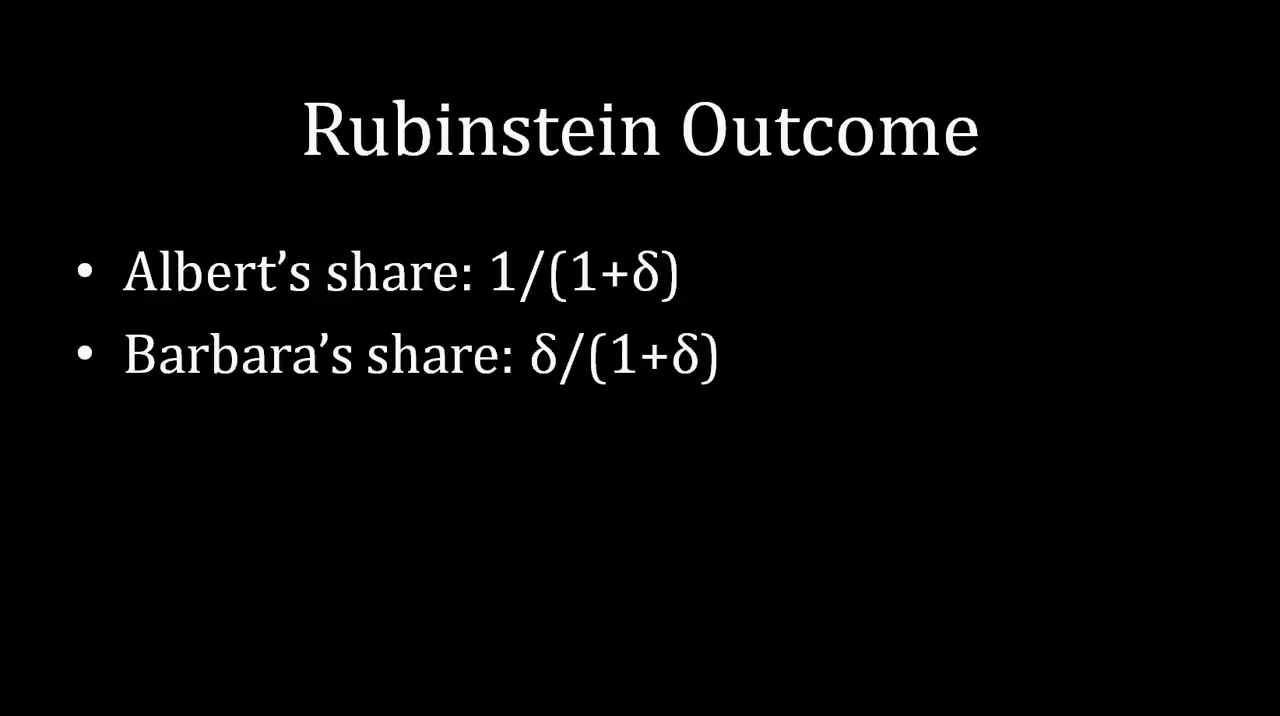 Rubinstein Outcome
• Albert’s share: 1/(1+δ)
• Barbara’s share: δ/(1+δ)